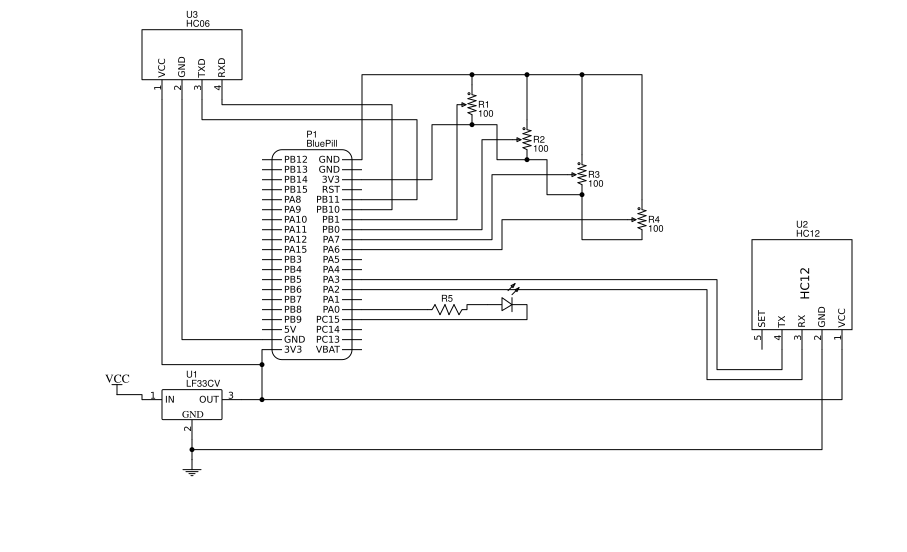 U3
HC06
VCC
GND
TXD
RXD
1
2
3
4
P1
BluePill
PB12 GND
PB13 GND
PB14 3V3
PB15 RST
PA8 PB11
PA9 PB10
PA10 PB1
PA11 PB0
PA12 PA7
PA15 PA6
PB3 PA5
PB4 PA4
PB5 PA3
PB6 PA2
PB7 PA1
PB8 PA0
PB9 PC15
5V PC14
GND PC13
3V3 VBAT
R1
100
R2
100
R3
100
R4
100
R5
U2
HC12
HC12
SET
TX
RX
GND
VCC
5
4
3
2
1
VCC
U1
LF33CV
1 IN OUT 3
GND
2